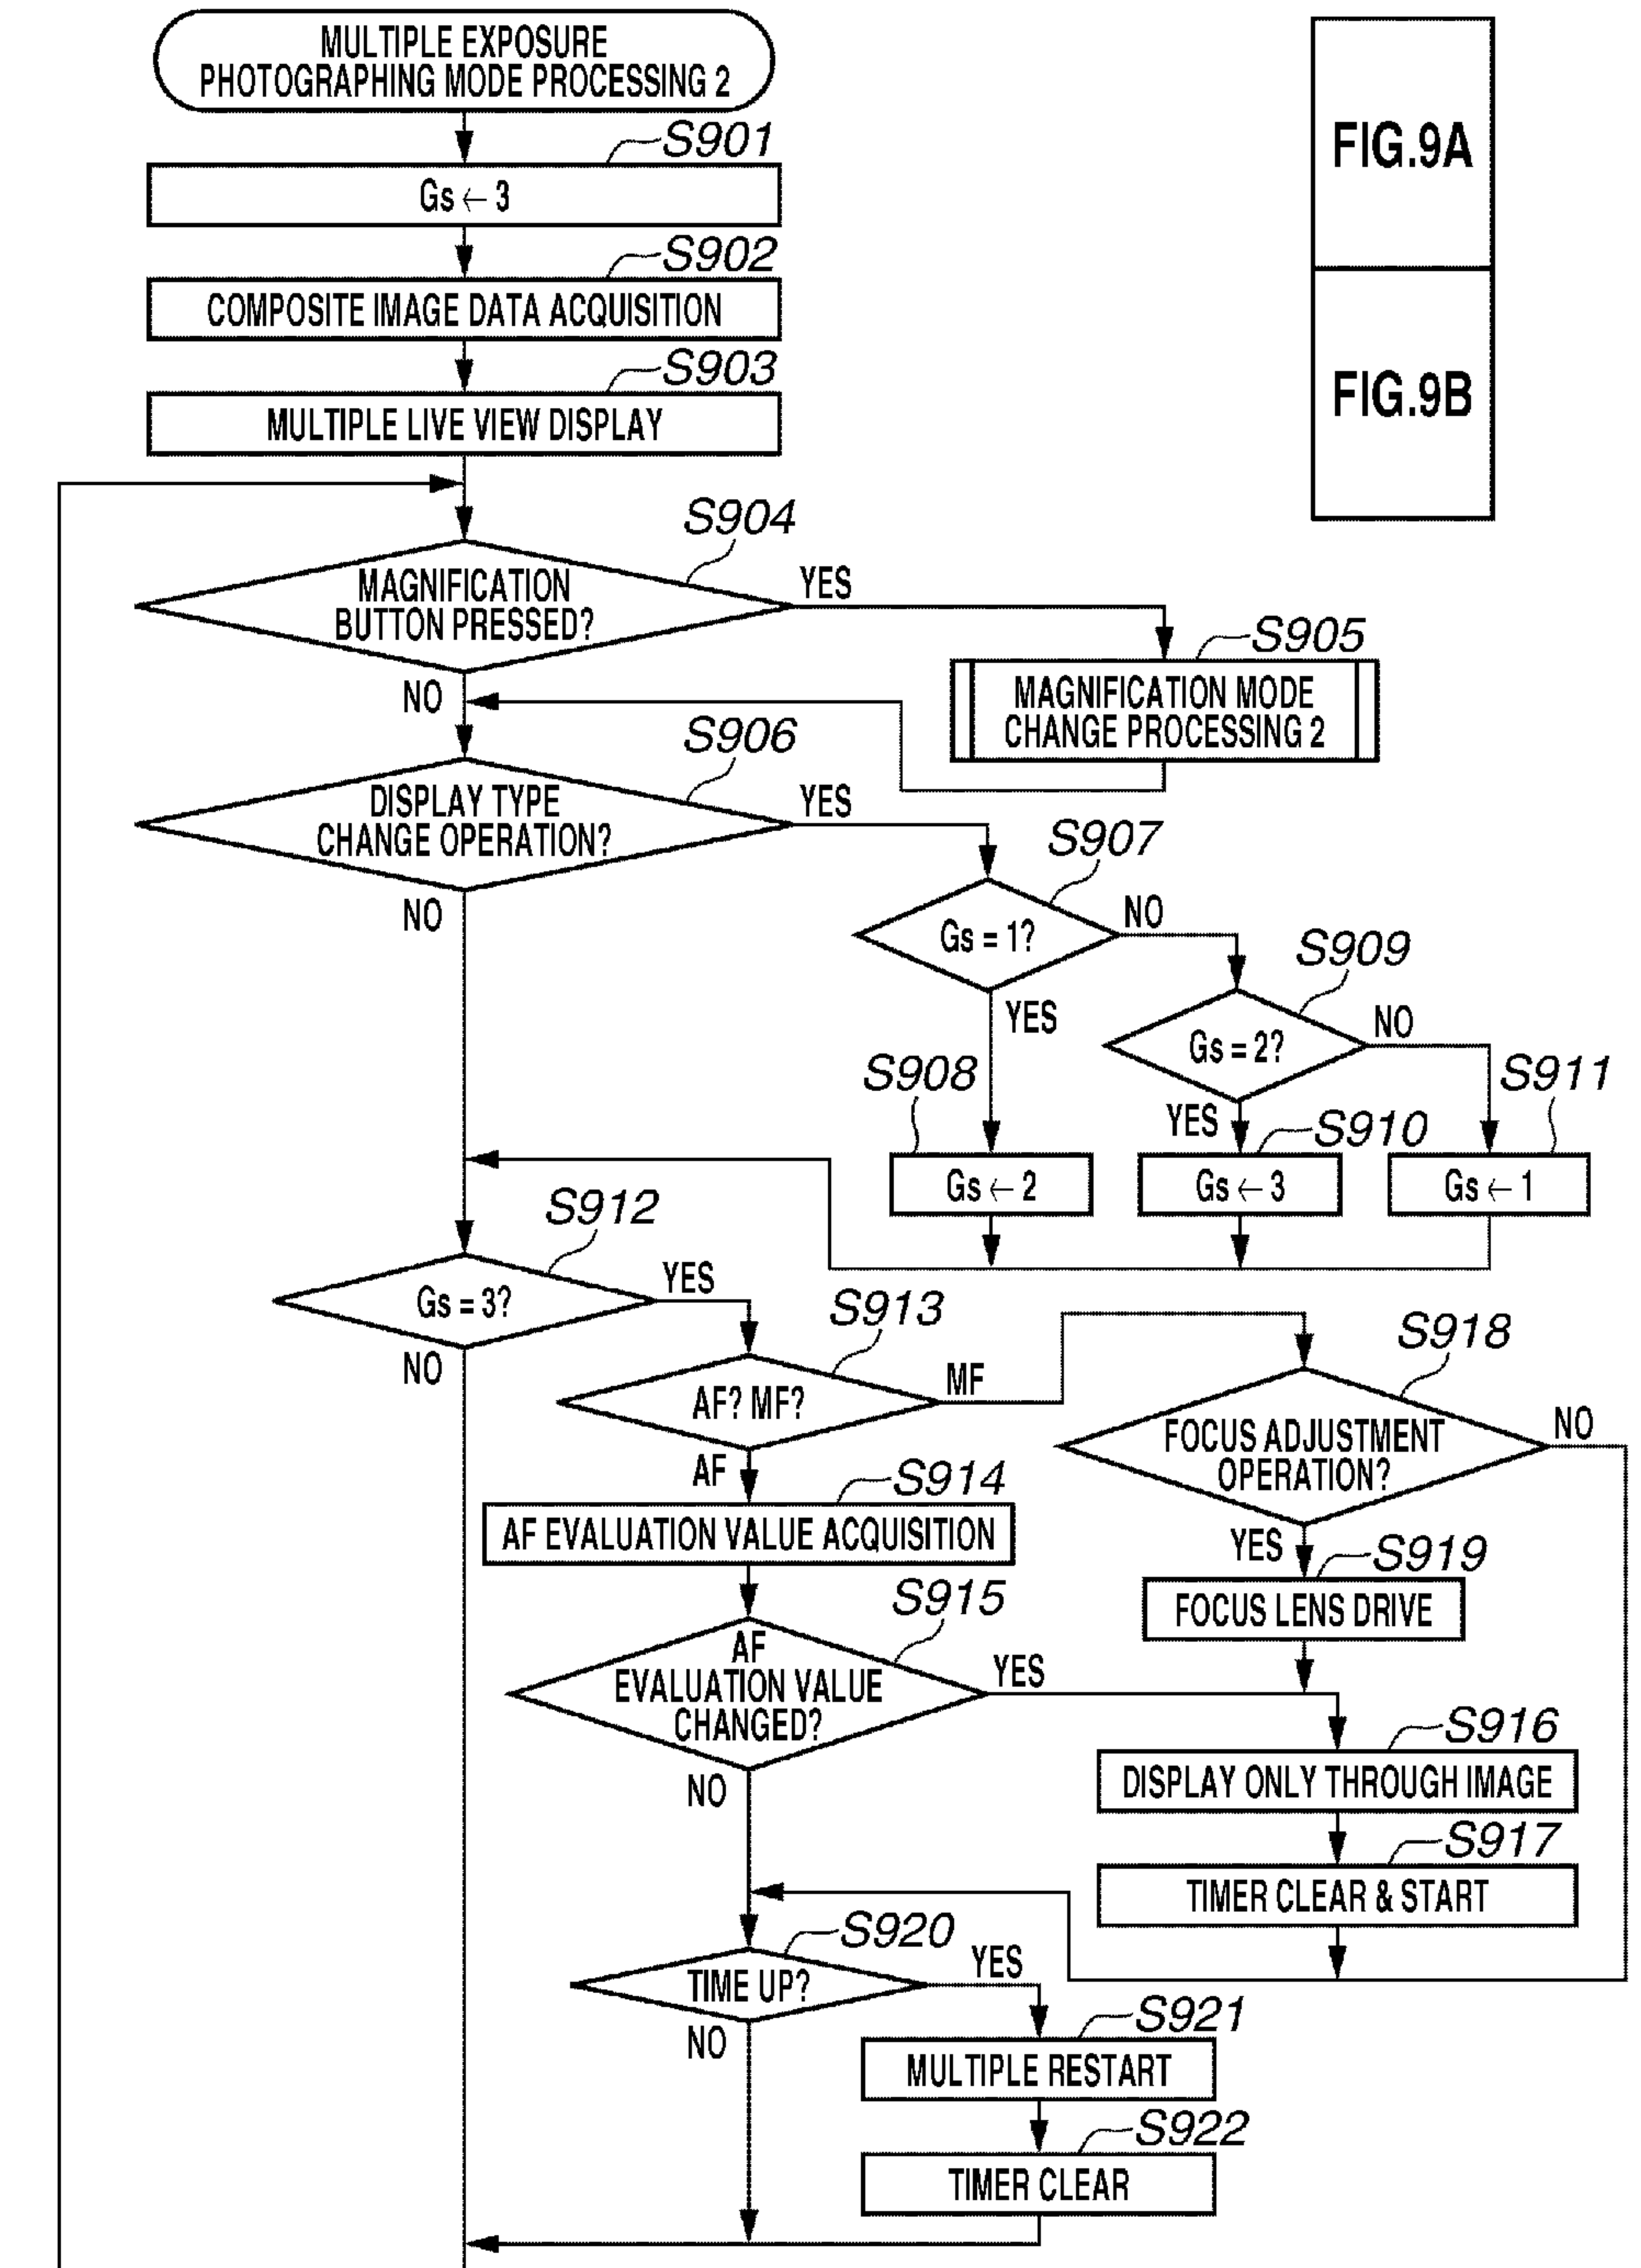 MULTIPLE EXPOSURE
PHOTOGRAPHING MODE PROCESSING 2
FIG.9A
FIG.9B
S901
Gs ← 3
S902
COMPOSITE IMAGE DATA ACQUISITION
S903
MULTIPLE LIVE VIEW DISPLAY
S904
MAGNIFICATION
BUTTON PRESSED?
YES
NO
S905
MAGNIFICATION MODE
CHANGE PROCESSING 2
S906
DISPLAY TYPE
CHANGE OPERATION?
YES
NO
S907
Gs = 1?
NO
YES
S909
Gs = 2?
NO
YES
S908
Gs ← 2
S910
Gs ← 3
S911
Gs ← 1
S912
Gs = 3?
YES
NO
S913
AF? MF?
MF
AF
S918
FOCUS ADJUSTMENT
OPERATION?
NO
YES
S914
AF EVALUATION VALUE ACQUISITION
S919
FOCUS LENS DRIVE
S915
AF
EVALUATION VALUE
CHANGED?
YES
NO
S916
DISPLAY ONLY THROUGH IMAGE
S917
TIMER CLEAR & START
S920
TIME UP?
YES
NO
S921
MULTIPLE RESTART
S922
TIMER CLEAR